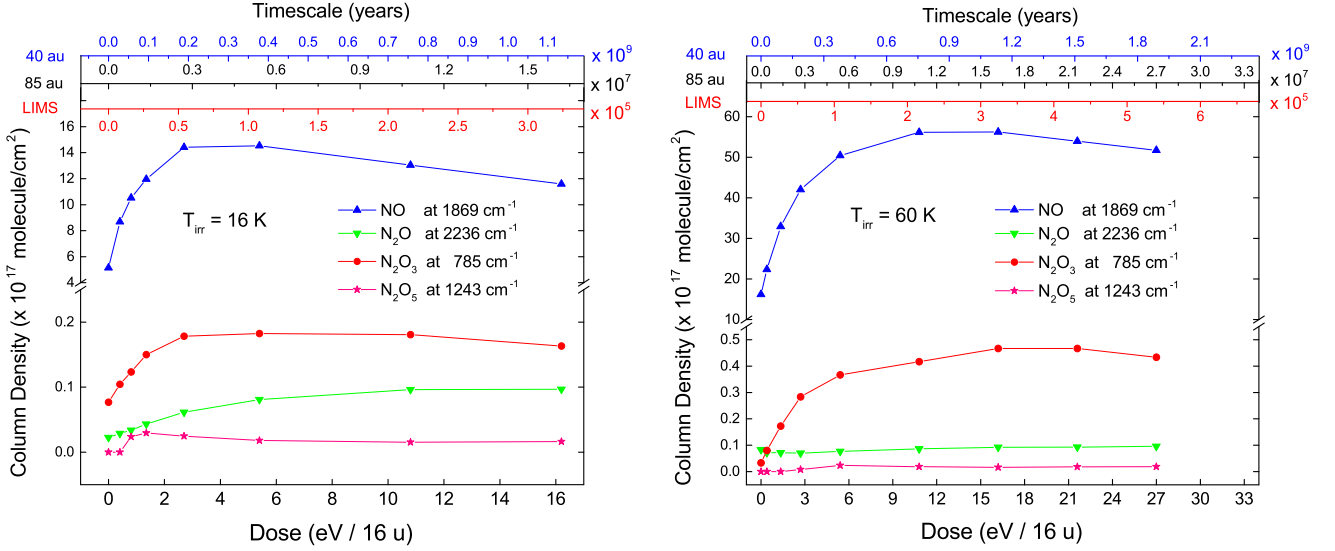 Timescale (years)
40 au 0.0 0.1 0.2 0.3 0.4 0.5 0.6 0.7 0.8 0.9 1.0 1.1 x 10⁹
85 au 0.0 0.3 0.6 0.9 1.2 1.5 x 10⁷
LIMS 0.0 0.5 1.0 1.5 2.0 2.5 3.0 x 10⁵
Column Density (x 10¹⁷ molecule/cm²)
16
14
12
10
8
6
4
0.2
0.1
0.0
T_irr = 16 K
NO at 1869 cm⁻¹
N₂O at 2236 cm⁻¹
N₂O₃ at 785 cm⁻¹
N₂O₅ at 1243 cm⁻¹
0 2 4 6 8 10 12 14 16
Dose (eV / 16 u)
Timescale (years)
40 au 0.0 0.2 0.4 0.6 0.8 1.1 1.3 1.5 1.7 1.9 2.1 x 10⁹
85 au 0.0 0.3 0.6 0.9 1.2 1.5 1.8 2.1 2.4 2.7 3.0 3.3 x 10⁷
LIMS 0 1 2 3 4 5 6 x 10⁵
Column Density (x 10¹⁷ molecule/cm²)
60
50
40
30
20
10
0.5
0.4
0.3
0.2
0.1
0.0
T_irr = 60 K
NO at 1869 cm⁻¹
N₂O at 2236 cm⁻¹
N₂O₃ at 785 cm⁻¹
N₂O₅ at 1243 cm⁻¹
0 3 6 9 12 15 18 21 24 27 30 33
Dose (eV / 16 u)